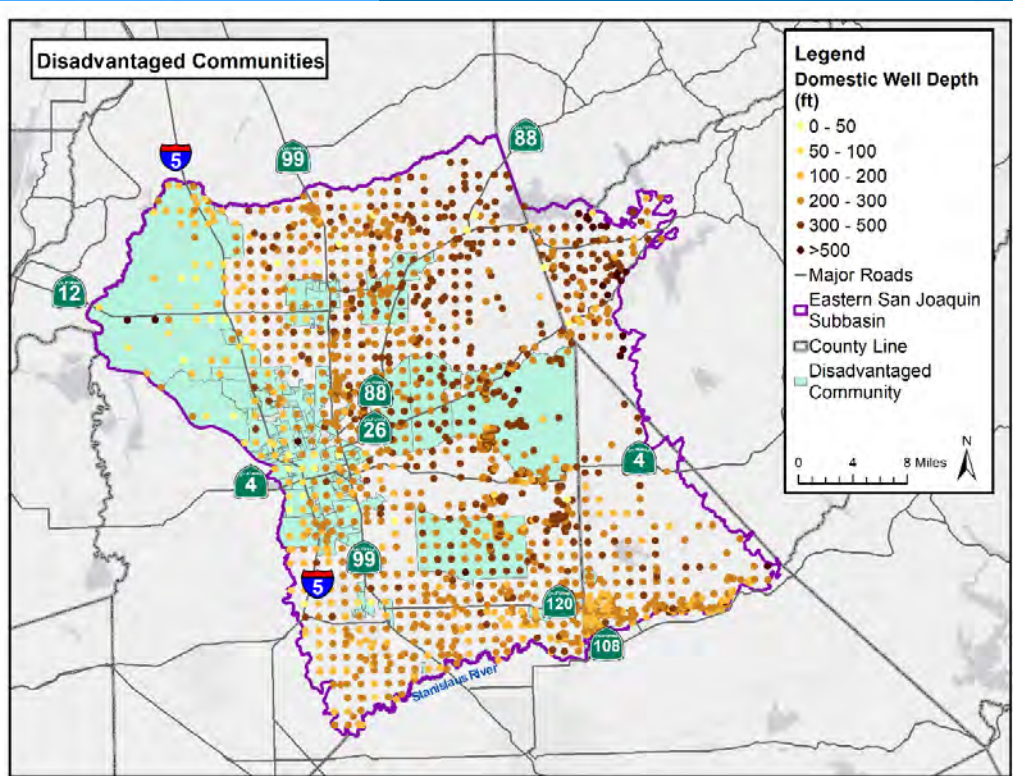 Disadvantaged Communities
Legend
Domestic Well Depth
(ft)
0 - 50
50 - 100
100 - 200
200 - 300
300 - 500
>500
Major Roads
Eastern San Joaquin
Subbasin
County Line
Disadvantaged
Community
N
0 4 8 Miles
88
5
99
12
88
26
4
4
99
5
120
108
Stanislaus River